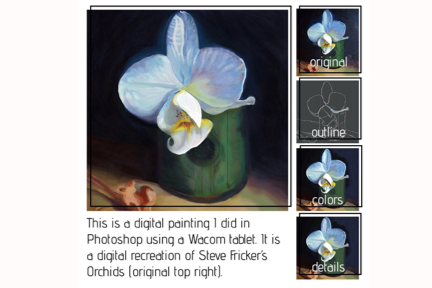 original
outline
colors
details
This is a digital painting I did in
Photoshop using a Wacom tablet. It is
a digital recreation of Steve Fricker's
Orchids (original top right).